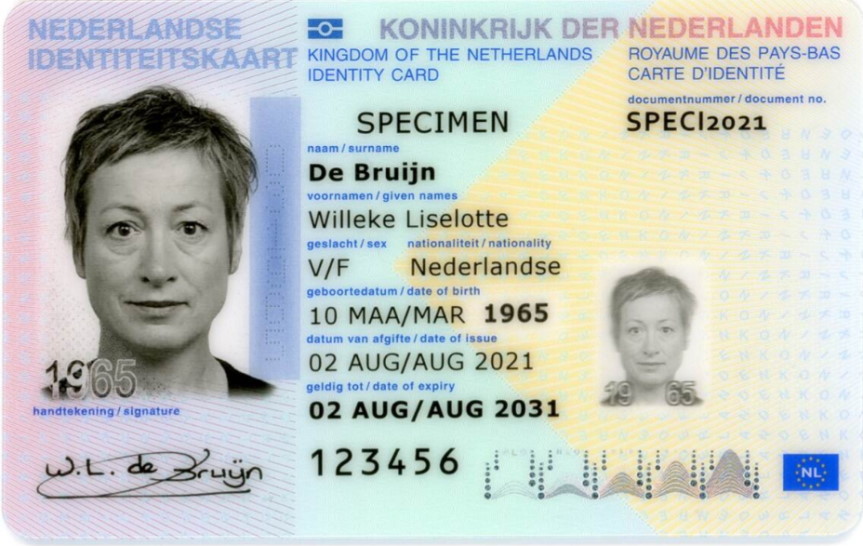 NEDERLANDSE
IDENTITEITSKAART
KONINKRIJK DER NEDERLANDEN
KINGDOM OF THE NETHERLANDS
IDENTITY CARD
ROYAUME DES PAYS-BAS
CARTE D'IDENTITÉ
documentnummer / document no.
SPECI2021
SPECIMEN
naam / surname
De Bruijn
voornamen / given names
Willeke Liselotte
geslacht / sex nationaliteit / nationality
V/F Nederlandse
geboortedatum / date of birth
10 MAA/MAR 1965
datum van afgifte / date of issue
02 AUG/AUG 2021
geldig tot / date of expiry
02 AUG/AUG 2031
1965
19 65
handtekening / signature
W.L. de Bruijn
123456
NL